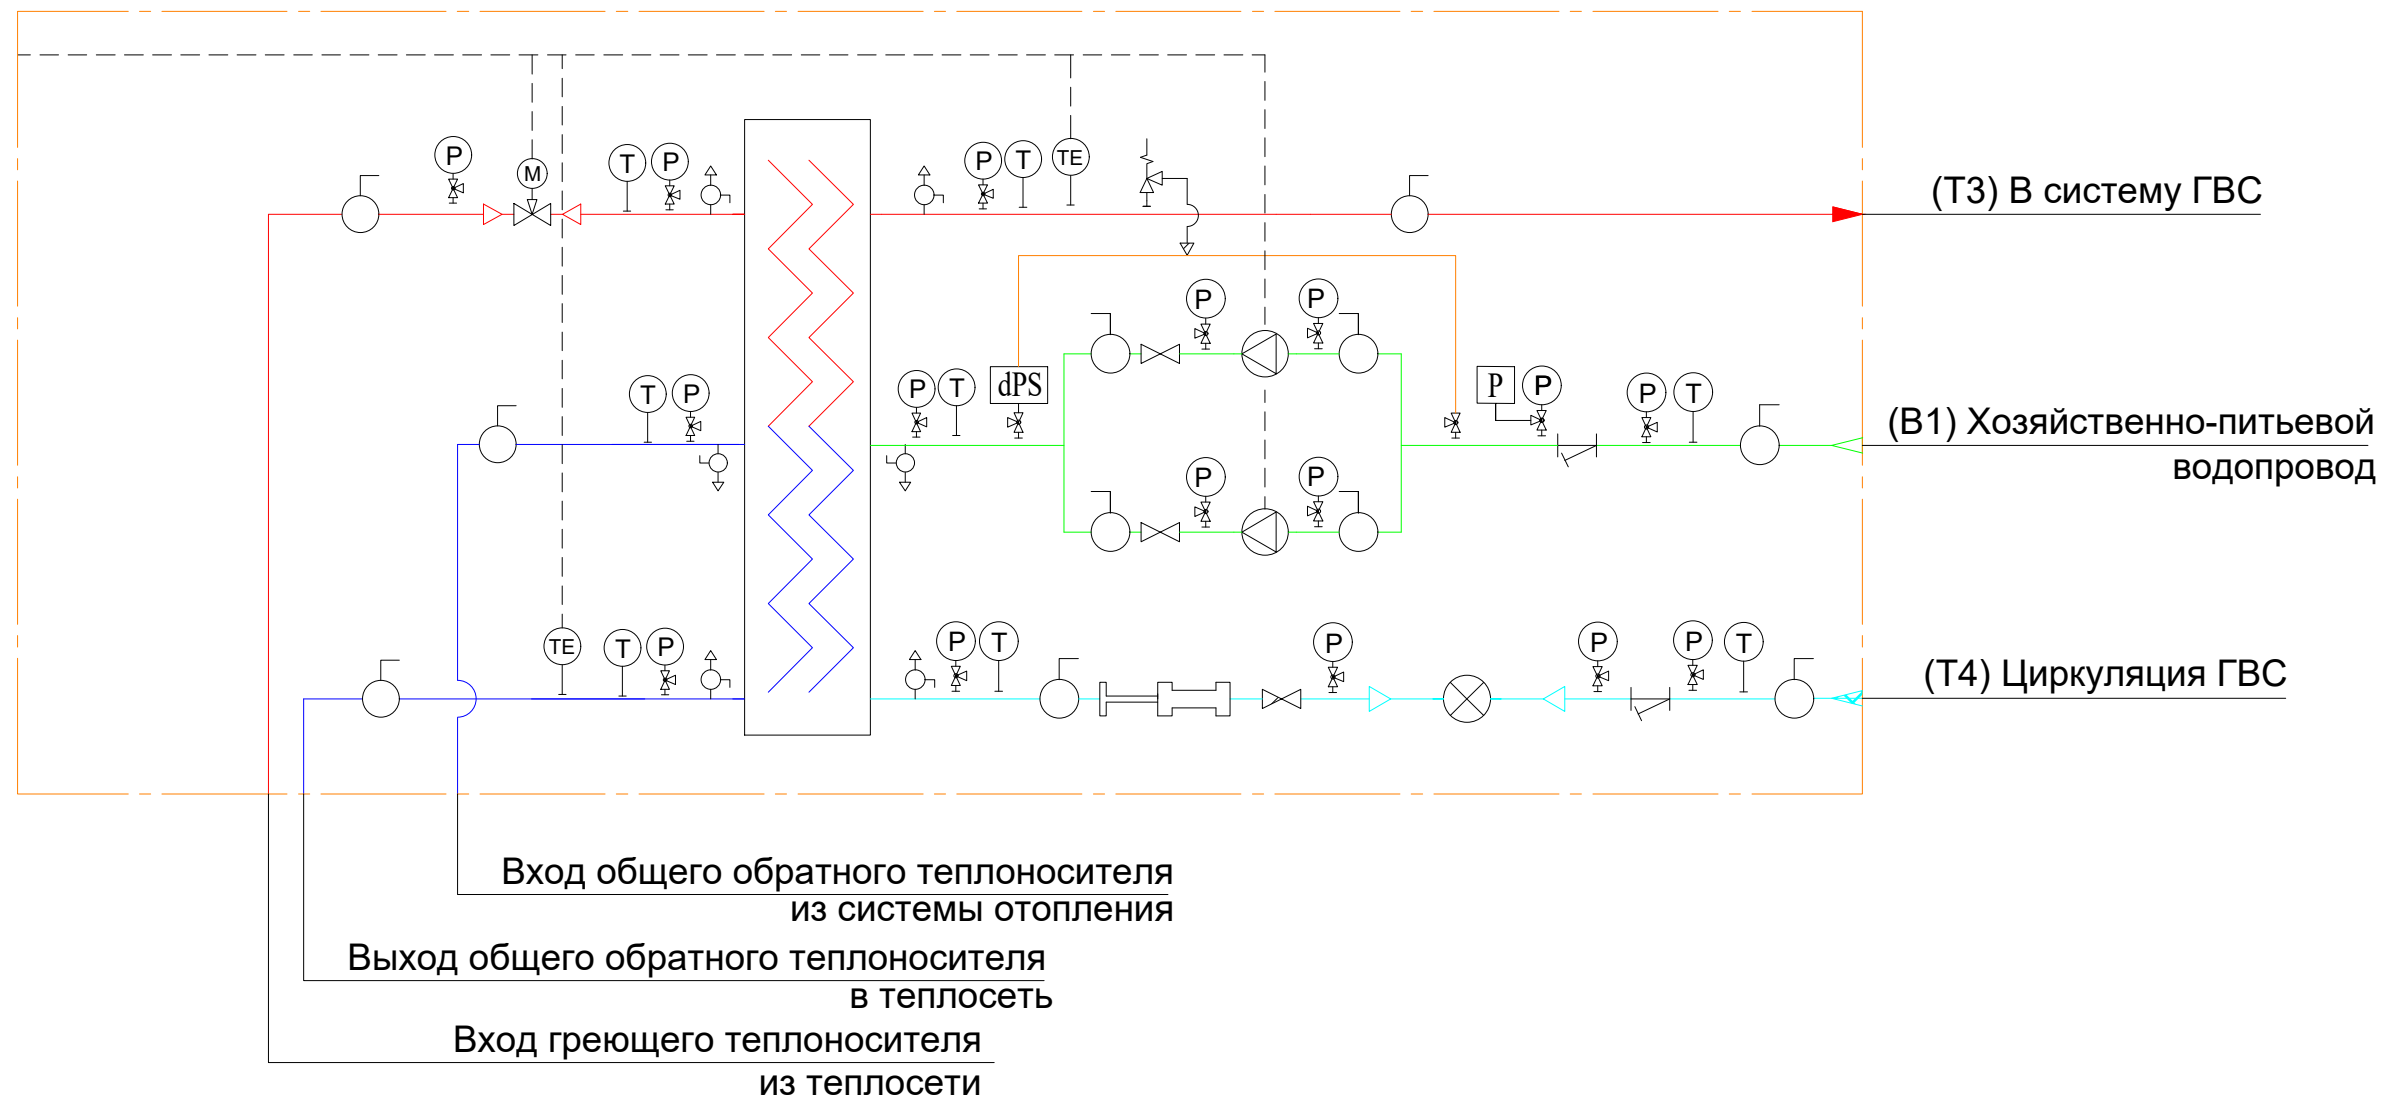 P M T P P T TE
(Т3) В систему ГВС
P P
T P P T dPS P P P T
(В1) Хозяйственно-питьевой
водопровод
P P
TE T P P T P P P T
(Т4) Циркуляция ГВС
Вход общего обратного теплоносителя
из системы отопления
Выход общего обратного теплоносителя
в теплосеть
Вход греющего теплоносителя
из теплосети